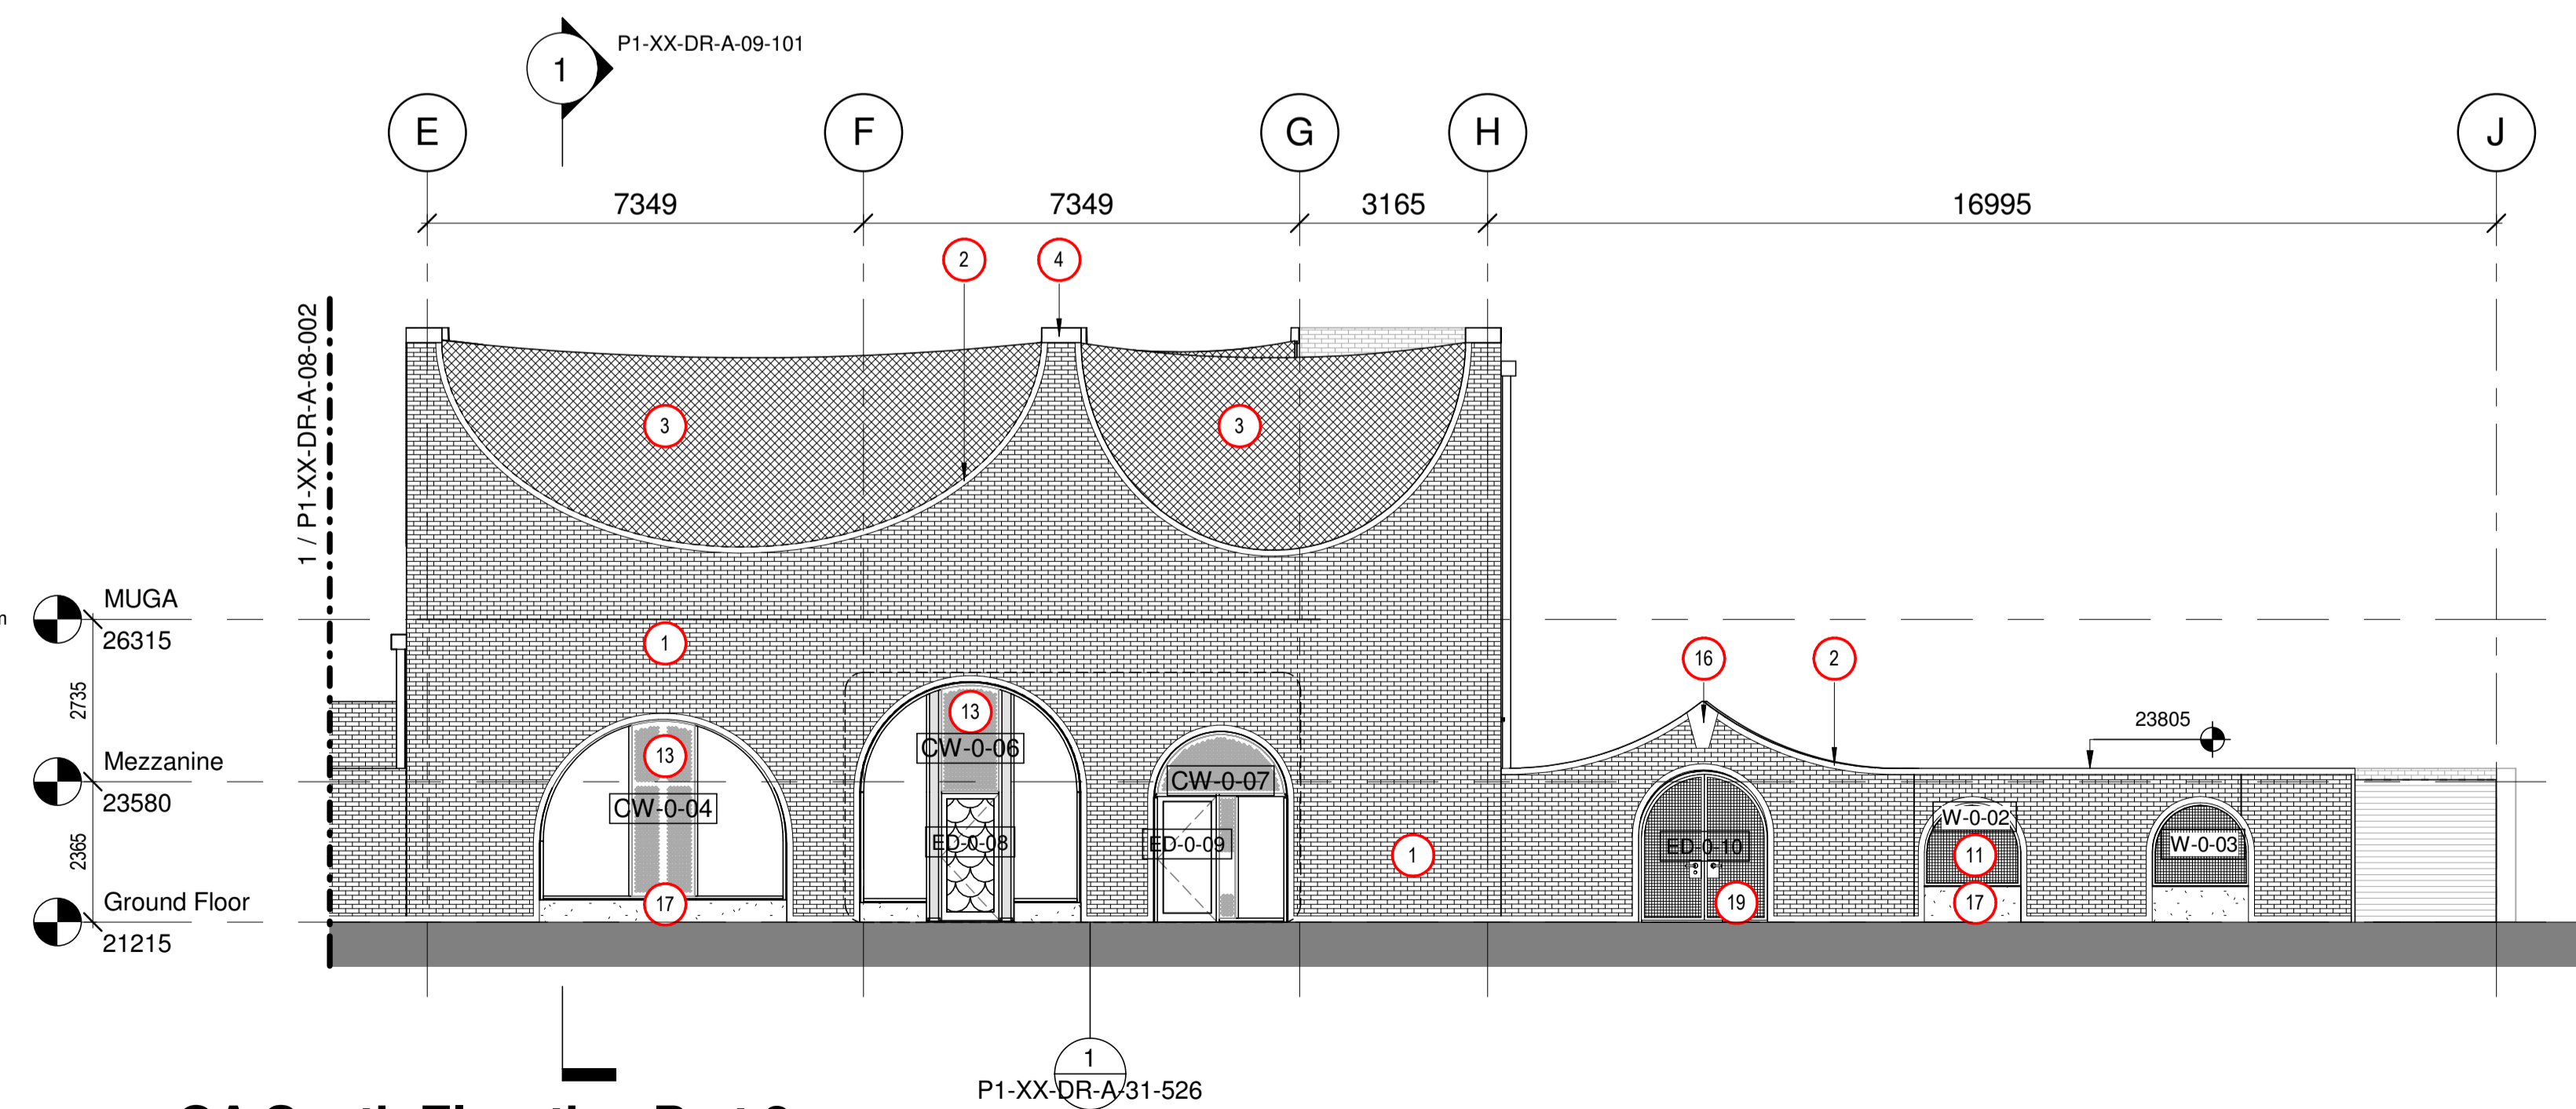 1
P1-XX-DR-A-09-101
E
F
G
H
J
7349
7349
3165
16995
2
4
1 / P1-XX-DR-A-08-002
3
3
MUGA
26315
2735
1
16
2
13
13
CW-0-06
23805
Mezzanine
23580
CW-0-04
CW-0-07
2365
ED-0-08
ED-0-09
ED-0-10
W-0-02
W-0-03
1
11
17
19
17
Ground Floor
21215
1
P1-XX-DR-A-31-526